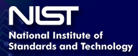 NIST
National Institute of
Standards and Technology